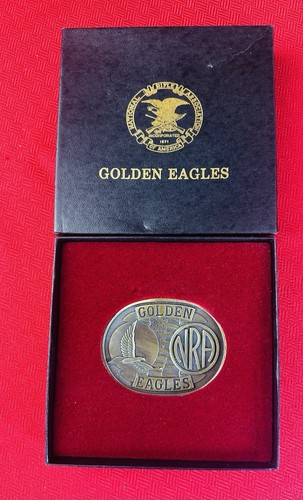 NATIONAL RIFLE ASSOCIATION
INCORPORATED
1871
OF AMERICA
GOLDEN EAGLES
GOLDEN
NRA
EAGLES